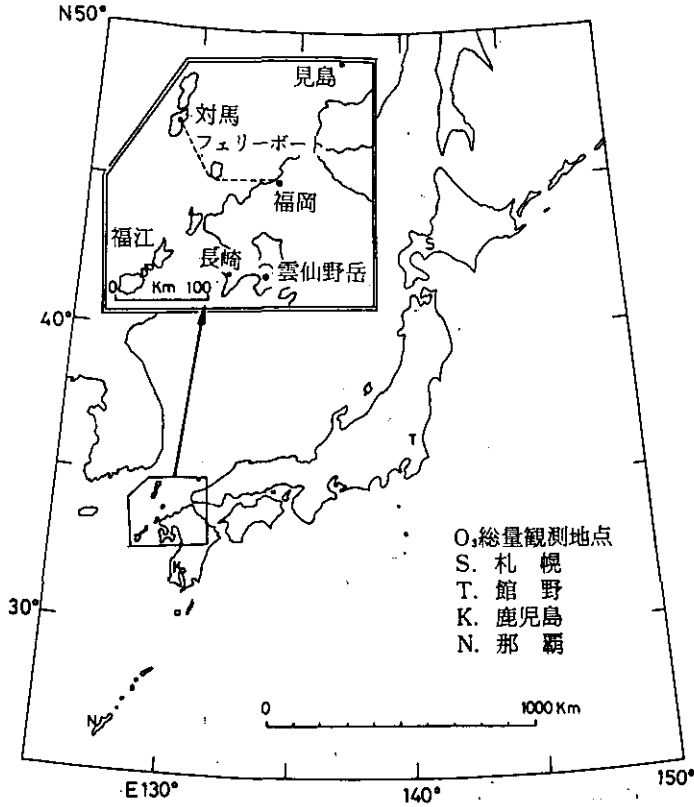 N50°
見島
対馬
フェリーボート
福岡
福江
長崎
雲仙野岳
0 Km 100
40°
S
T
O₃総量観測地点
S. 札 幌
T. 館 野
K. 鹿児島
N. 那 覇
K
30°
0 1000 Km
N
E130°
140°
150°